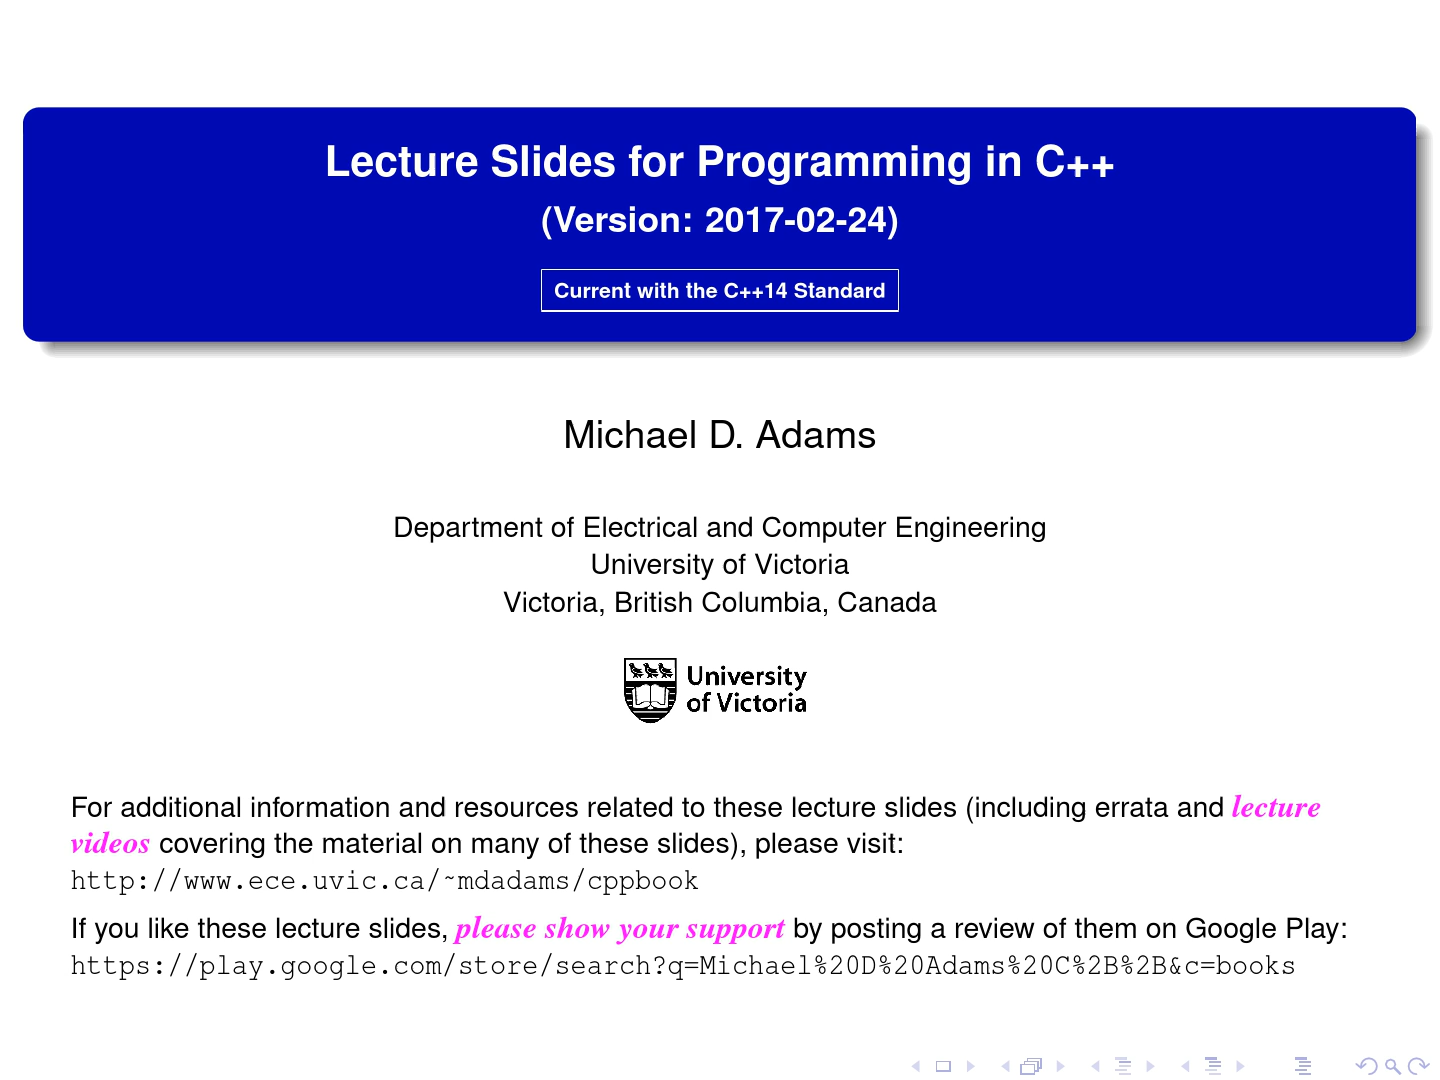 Lecture Slides for Programming in C++
(Version: 2017-02-24)
Current with the C++14 Standard
Michael D. Adams
Department of Electrical and Computer Engineering
University of Victoria
Victoria, British Columbia, Canada
University
of Victoria
For additional information and resources related to these lecture slides (including errata and lecture
videos covering the material on many of these slides), please visit:
http://www.ece.uvic.ca/~mdadams/cppbook
If you like these lecture slides, please show your support by posting a review of them on Google Play:
https://play.google.com/store/search?q=Michael%20D%20Adams%20C%2B%2B&c=books